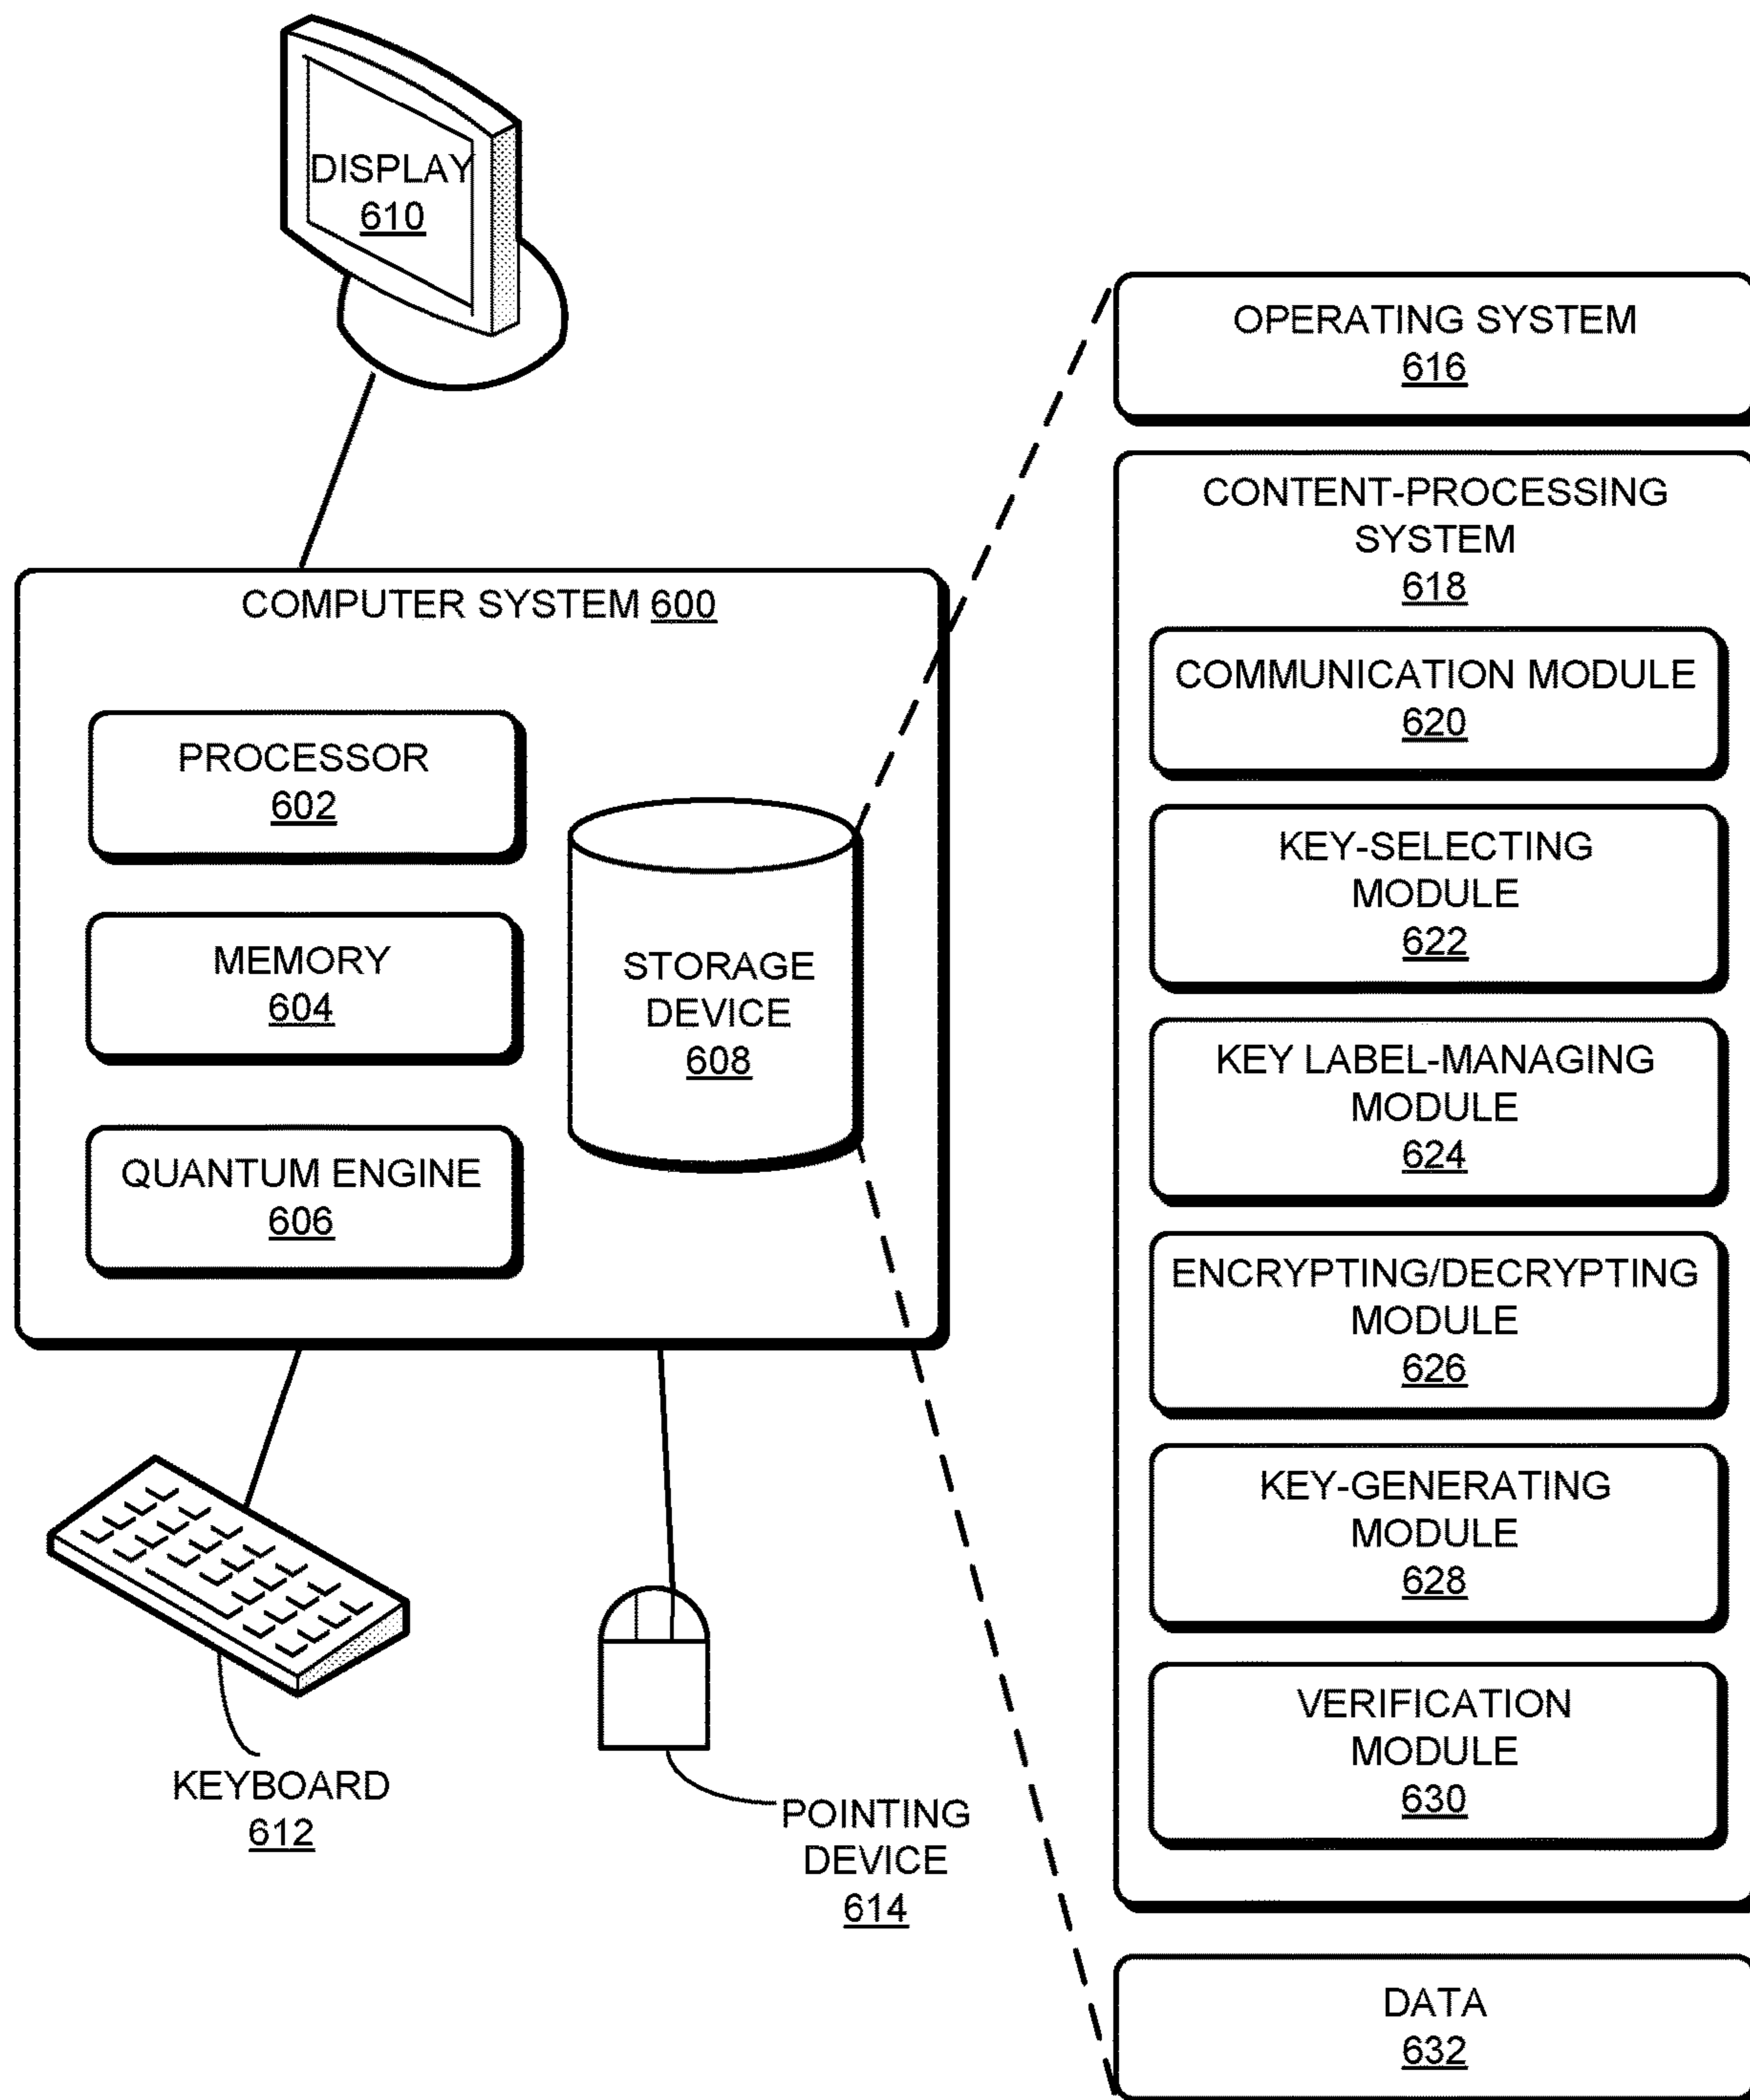 DISPLAY
610
COMPUTER SYSTEM 600
PROCESSOR
602
MEMORY
604
QUANTUM ENGINE
606
STORAGE
DEVICE
608
KEYBOARD
612
POINTING
DEVICE
614
OPERATING SYSTEM
616
CONTENT-PROCESSING
SYSTEM
618
COMMUNICATION MODULE
620
KEY-SELECTING
MODULE
622
KEY LABEL-MANAGING
MODULE
624
ENCRYPTING/DECRYPTING
MODULE
626
KEY-GENERATING
MODULE
628
VERIFICATION
MODULE
630
DATA
632